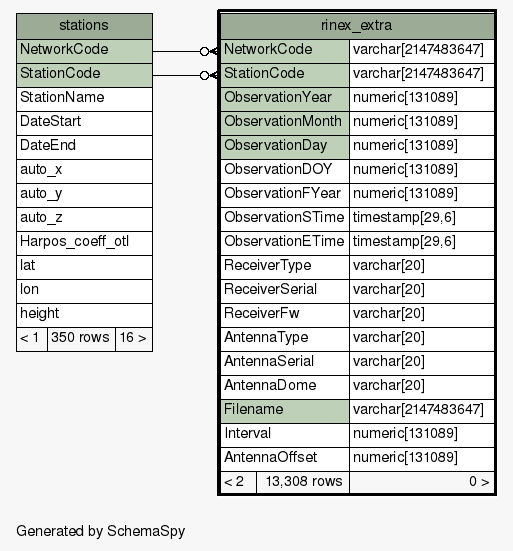 stations
NetworkCode
StationCode
StationName
DateStart
DateEnd
auto_x
auto_y
auto_z
Harpos_coeff_otl
lat
lon
height
< 1 350 rows 16 >
rinex_extra
NetworkCode varchar[2147483647]
StationCode varchar[2147483647]
ObservationYear numeric[131089]
ObservationMonth numeric[131089]
ObservationDay numeric[131089]
ObservationDOY numeric[131089]
ObservationFYear numeric[131089]
ObservationSTime timestamp[29,6]
ObservationETime timestamp[29,6]
ReceiverType varchar[20]
ReceiverSerial varchar[20]
ReceiverFw varchar[20]
AntennaType varchar[20]
AntennaSerial varchar[20]
AntennaDome varchar[20]
Filename varchar[2147483647]
Interval numeric[131089]
AntennaOffset numeric[131089]
< 2 13,308 rows 0 >
Generated by SchemaSpy